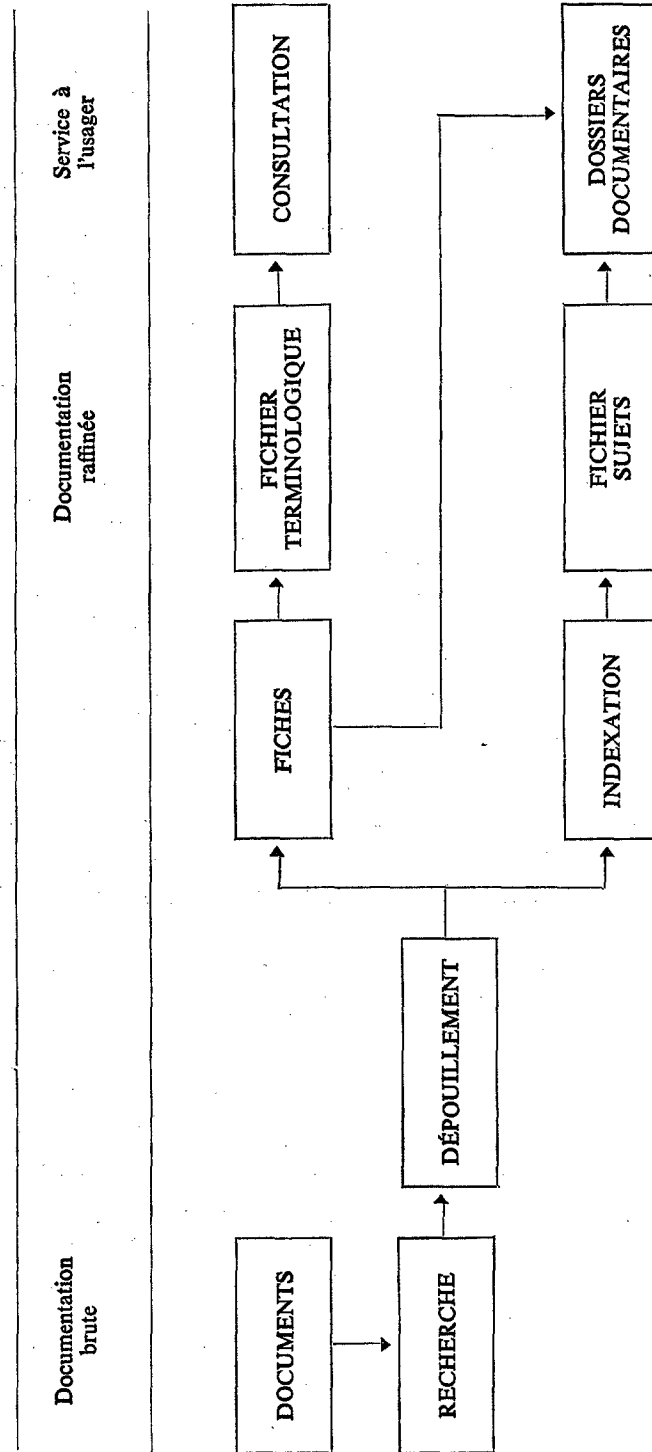 Documentation
brute
Documentation
raffinée
Service à
l'usager
DOCUMENTS
RECHERCHE
DÉPOUILLEMENT
FICHES
FICHIER
TERMINOLOGIQUE
CONSULTATION
INDEXATION
FICHIER
SUJETS
DOSSIERS
DOCUMENTAIRES